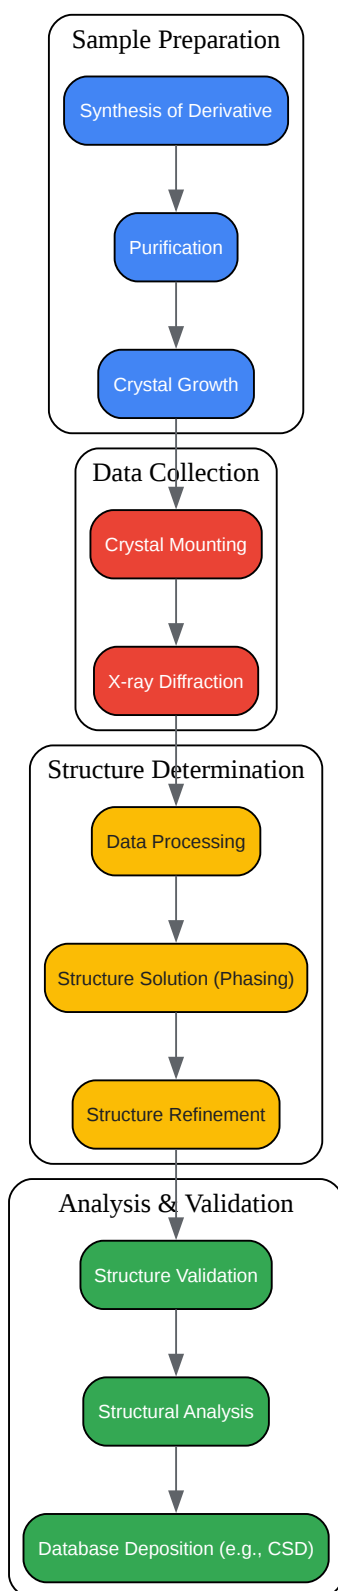 Sample Preparation
Synthesis of Derivative
Purification
Crystal Growth
Data Collection
Crystal Mounting
X-ray Diffraction
Structure Determination
Data Processing
Structure Solution (Phasing)
Structure Refinement
Analysis & Validation
Structure Validation
Structural Analysis
Database Deposition (e.g., CSD)